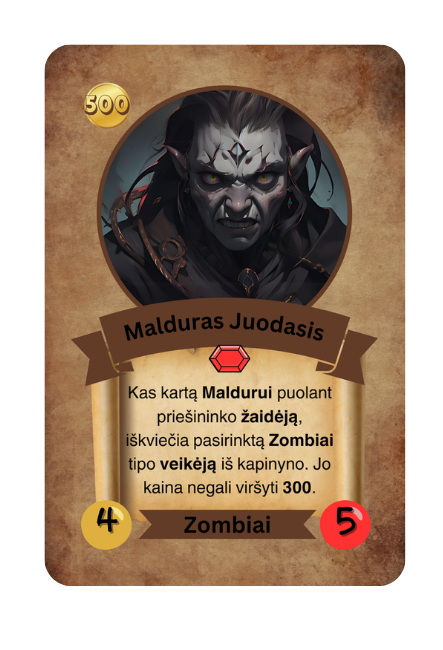 500
Malduras Juodasis
Kas kartą Maldurui puolant
priešininko žaidėją,
iškviečia pasirinktą Zombiai
tipo veikėją iš kapinyno. Jo
kaina negali viršyti 300.
4
Zombiai
5